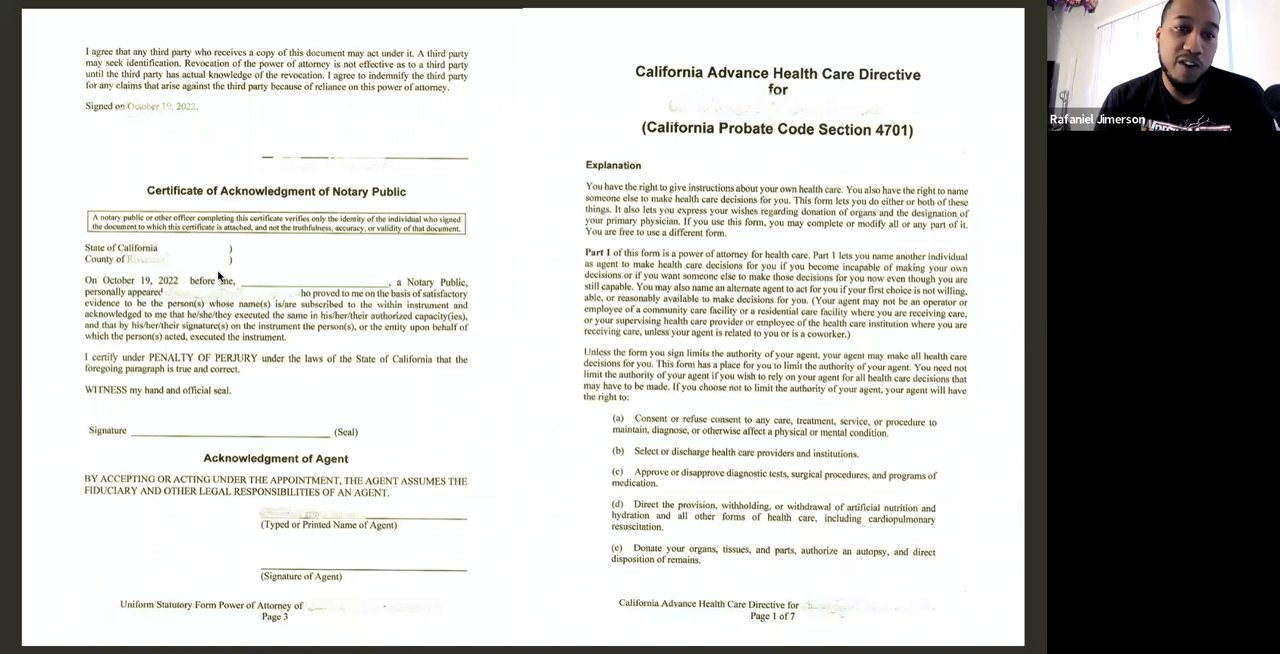 I agree that any third party who receives a copy of this document may act under it. A third party
may seek identification. Revocation of the power of attorney is not effective as to a third party
until the third party has actual knowledge of the revocation. I agree to indemnify the third party
for any claims that arise against the third party because of reliance on this power of attorney.
Signed on October 19, 2022.
Certificate of Acknowledgment of Notary Public
A notary public or other officer completing this certificate verifies only the identity of the individual who signed
the document to which this certificate is attached, and not the truthfulness, accuracy, or validity of that document.
State of California )
County of )
On October 19, 2022 before me, , a Notary Public,
personally appeared ho proved to me on the basis of satisfactory
evidence to be the person(s) whose name(s) is/are subscribed to the within instrument and
acknowledged to me that he/she/they executed the same in his/her/their authorized capacity(ies),
and that by his/her/their signature(s) on the instrument the person(s), or the entity upon behalf of
which the person(s) acted, executed the instrument.
I certify under PENALTY OF PERJURY under the laws of the State of California that the
foregoing paragraph is true and correct.
WITNESS my hand and official seal.
Signature (Seal)
Acknowledgment of Agent
BY ACCEPTING OR ACTING UNDER THE APPOINTMENT, THE AGENT ASSUMES THE
FIDUCIARY AND OTHER LEGAL RESPONSIBILITIES OF AN AGENT.
(Typed or Printed Name of Agent)
(Signature of Agent)
Uniform Statutory Form Power of Attorney of
Page 3
California Advance Health Care Directive
for
(California Probate Code Section 4701)
Explanation
You have the right to give instructions about your own health care. You also have the right to name
someone else to make health care decisions for you. This form lets you do either or both of these
things. It also lets you express your wishes regarding donation of organs and the designation of
your primary physician. If you use this form, you may complete or modify all or any part of it.
You are free to use a different form.
Part 1 of this form is a power of attorney for health care. Part 1 lets you name another individual
as agent to make health care decisions for you if you become incapable of making your own
decisions or if you want someone else to make those decisions for you now even though you are
still capable. You may also name an alternate agent to act for you if your first choice is not willing,
able, or reasonably available to make decisions for you. (Your agent may not be an operator or
employee of a community care facility or a residential care facility where you are receiving care,
or your supervising health care provider or employee of the health care institution where you are
receiving care, unless your agent is related to you or is a coworker.)
Unless the form you sign limits the authority of your agent, your agent may make all health care
decisions for you. This form has a place for you to limit the authority of your agent. You need not
limit the authority of your agent if you wish to rely on your agent for all health care decisions that
may have to be made. If you choose not to limit the authority of your agent, your agent will have
the right to:
(a) Consent or refuse consent to any care, treatment, service, or procedure to
maintain, diagnose, or otherwise affect a physical or mental condition.
(b) Select or discharge health care providers and institutions.
(c) Approve or disapprove diagnostic tests, surgical procedures, and programs of
medication.
(d) Direct the provision, withholding, or withdrawal of artificial nutrition and
hydration and all other forms of health care, including cardiopulmonary
resuscitation.
(e) Donate your organs, tissues, and parts, authorize an autopsy, and direct
disposition of remains.
California Advance Health Care Directive for
Page 1 of 7
Rafaniel Jimerson